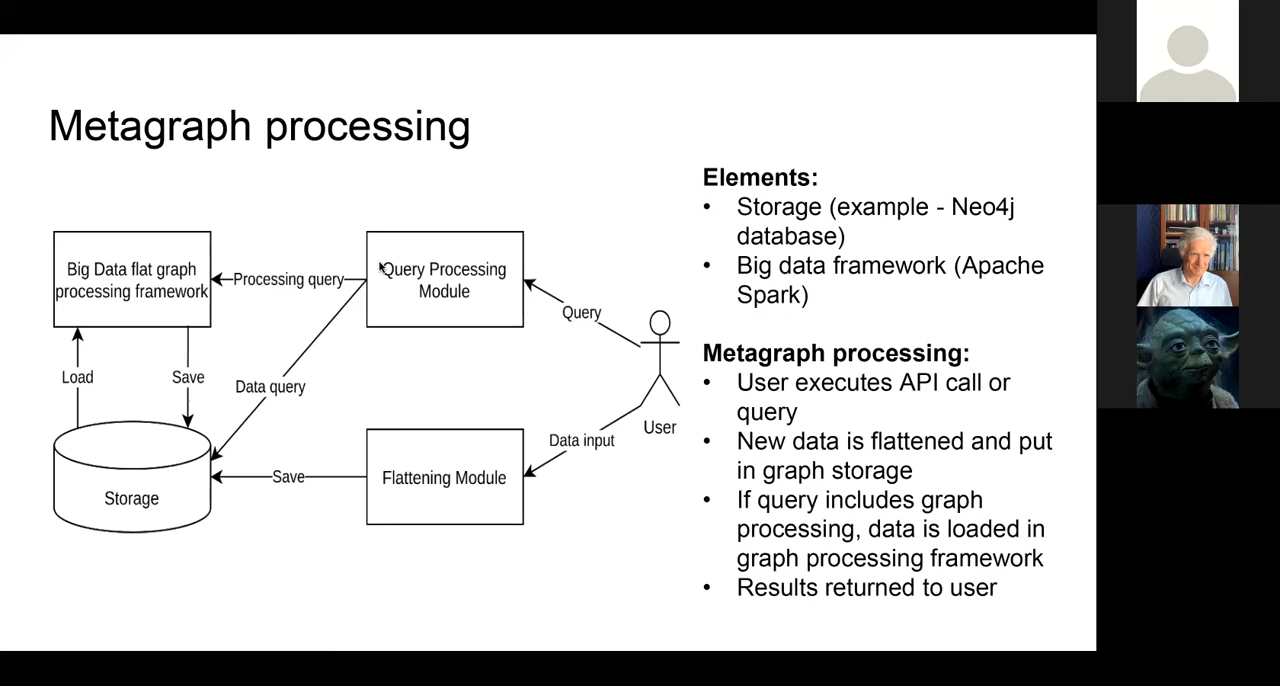 Metagraph processing
Big Data flat graph
processing framework
Processing query
Query Processing
Module
Query
Load
Save
Data query
User
Data input
Storage
Save
Flattening Module
Elements:
• Storage (example - Neo4j
database)
• Big data framework (Apache
Spark)
Metagraph processing:
• User executes API call or
query
• New data is flattened and put
in graph storage
• If query includes graph
processing, data is loaded in
graph processing framework
• Results returned to user